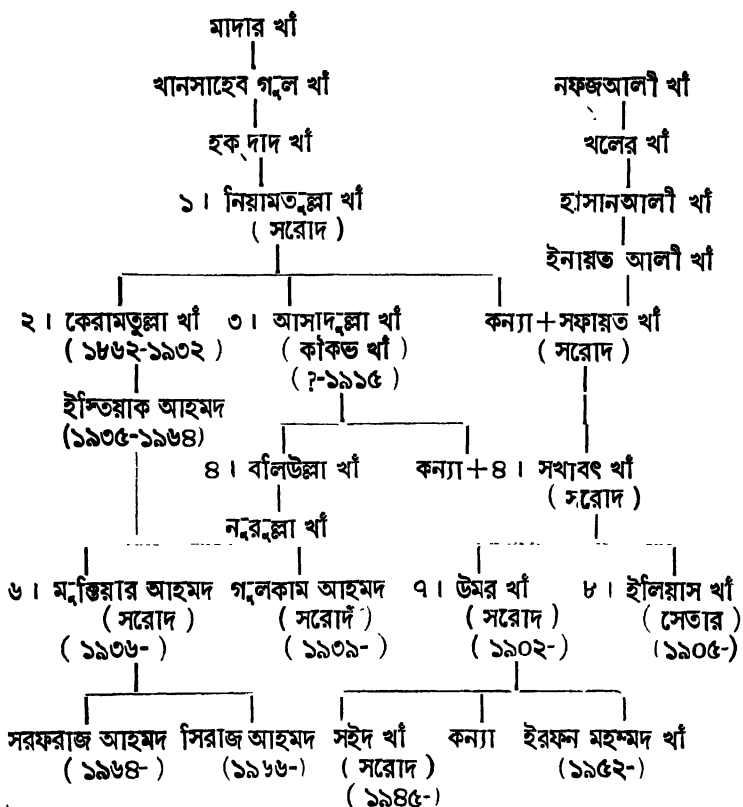 মাদার খাঁ
খানসাহেব গুল খাঁ নফজআলী খাঁ
হক্ দাদ খাঁ খলের খাঁ
১। নিয়ামতুল্লা খাঁ হাসানআলী খাঁ
( সরোদ )
ইনায়ত আলী খাঁ
২। কেরামতুল্লা খাঁ ৩। আসাদুল্লা খাঁ কন্যা+সফায়ত খাঁ
( ১৮৬২-১৯৩২ ) ( কৌকভ খাঁ ) ( সরোদ )
( ?-১৯১৫ )
ইস্তিয়াক আহমদ
(১৯৩৫-১৯৬৪)
৪। বলিউল্লা খাঁ কন্যা+৪। সখাবৎ খাঁ
( সরোদ )
নুরুল্লা খাঁ
৬। মুক্তিয়ার আহমদ গুলকাম আহমদ ৭। উমর খাঁ ৮। ইলিয়াস খাঁ
( সরোদ ) ( সরোদ ) ( সরোদ ) ( সেতার )
( ১৯৩৬- ) ( ১৯৩৯- ) ( ১৯০২- ) (১৯০৫-)
সরফরাজ আহমদ সিরাজ আহমদ সইদ খাঁ কন্যা ইরফন মহম্মদ খাঁ
( ১৯৬৪- ) (১৯৬৬-) ( সরোদ ) (১৯৫২-)
( ১৯৪৫-)